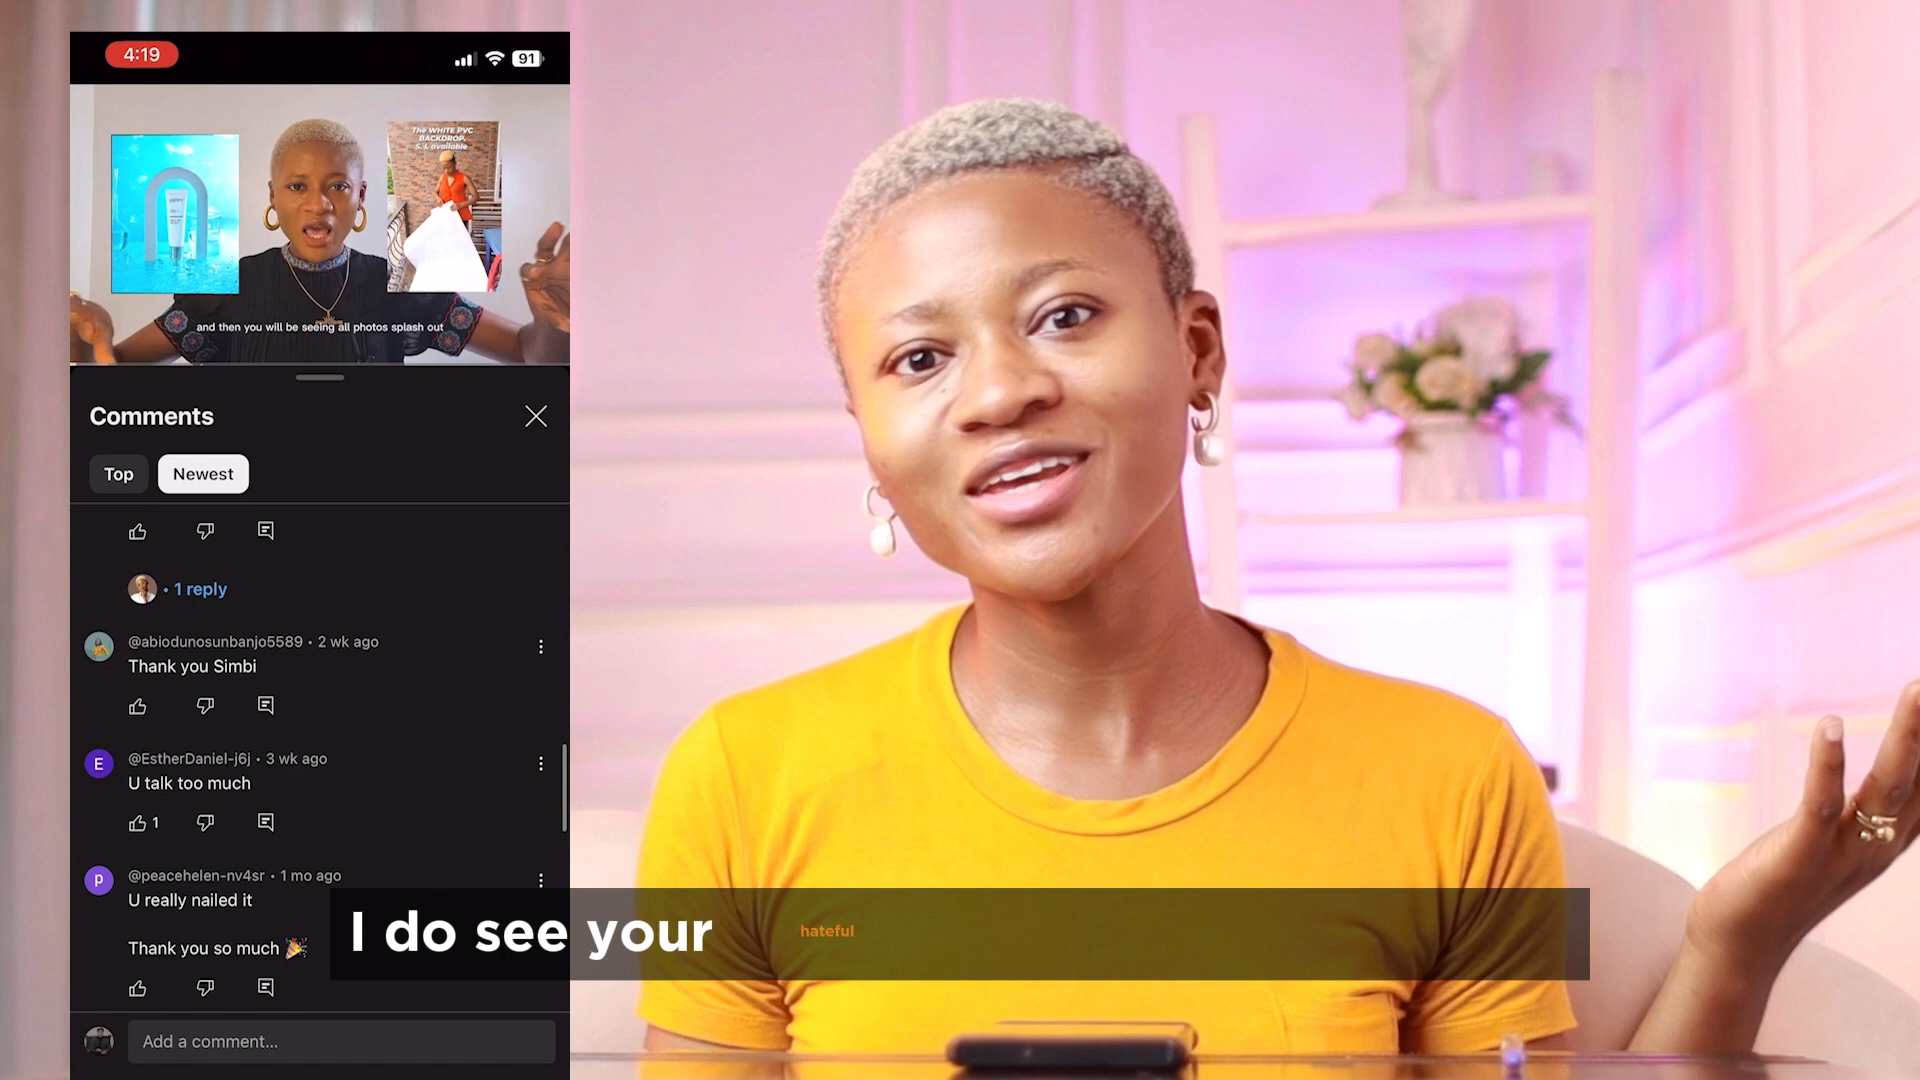 4:19
91
The WHITE PVC
BACKDROP.
S, L available
and then you will be seeing all photos splash out
Comments
Top
Newest
• 1 reply
@abiodunosunbanjo5589 • 2 wk ago
Thank you Simbi
E
@EstherDaniel-j6j • 3 wk ago
U talk too much
1
P
@peacehelen-nv4sr • 1 mo ago
U really nailed it
Thank you so much 🎉
Add a comment...
I do see your hateful